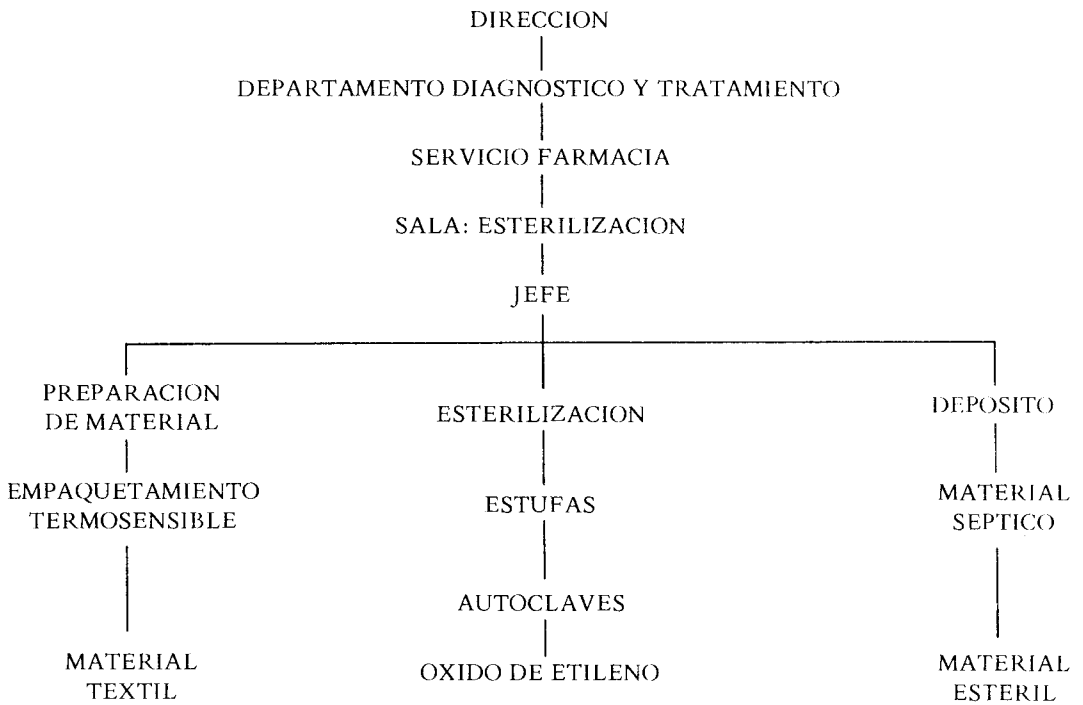 DIRECCION
DEPARTAMENTO DIAGNOSTICO Y TRATAMIENTO
SERVICIO FARMACIA
SALA: ESTERILIZACION
JEFE
PREPARACION
DE MATERIAL
EMPAQUETAMIENTO
TERMOSENSIBLE
MATERIAL
TEXTIL
ESTERILIZACION
ESTUFAS
AUTOCLAVES
OXIDO DE ETILENO
DEPOSITO
MATERIAL
SEPTICO
MATERIAL
ESTERIL